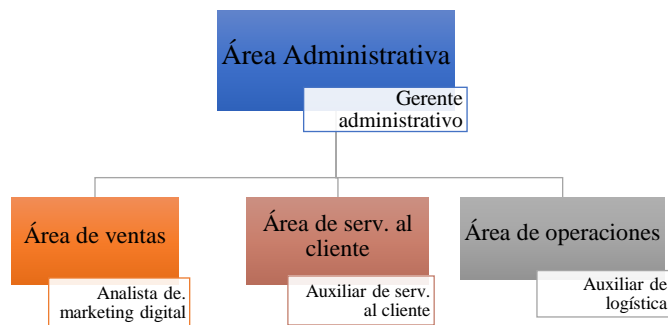 Área Administrativa
Gerente
administrativo
Área de ventas
Analista de.
marketing digital
Área de serv. al
cliente
Auxiliar de serv.
al cliente
Área de operaciones
Auxiliar de
logística